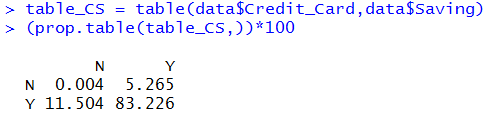 > table_CS = table(data$Credit_Card,data$Saving)
> (prop.table(table_CS,))*100
N Y
N 0.004 5.265
Y 11.504 83.226